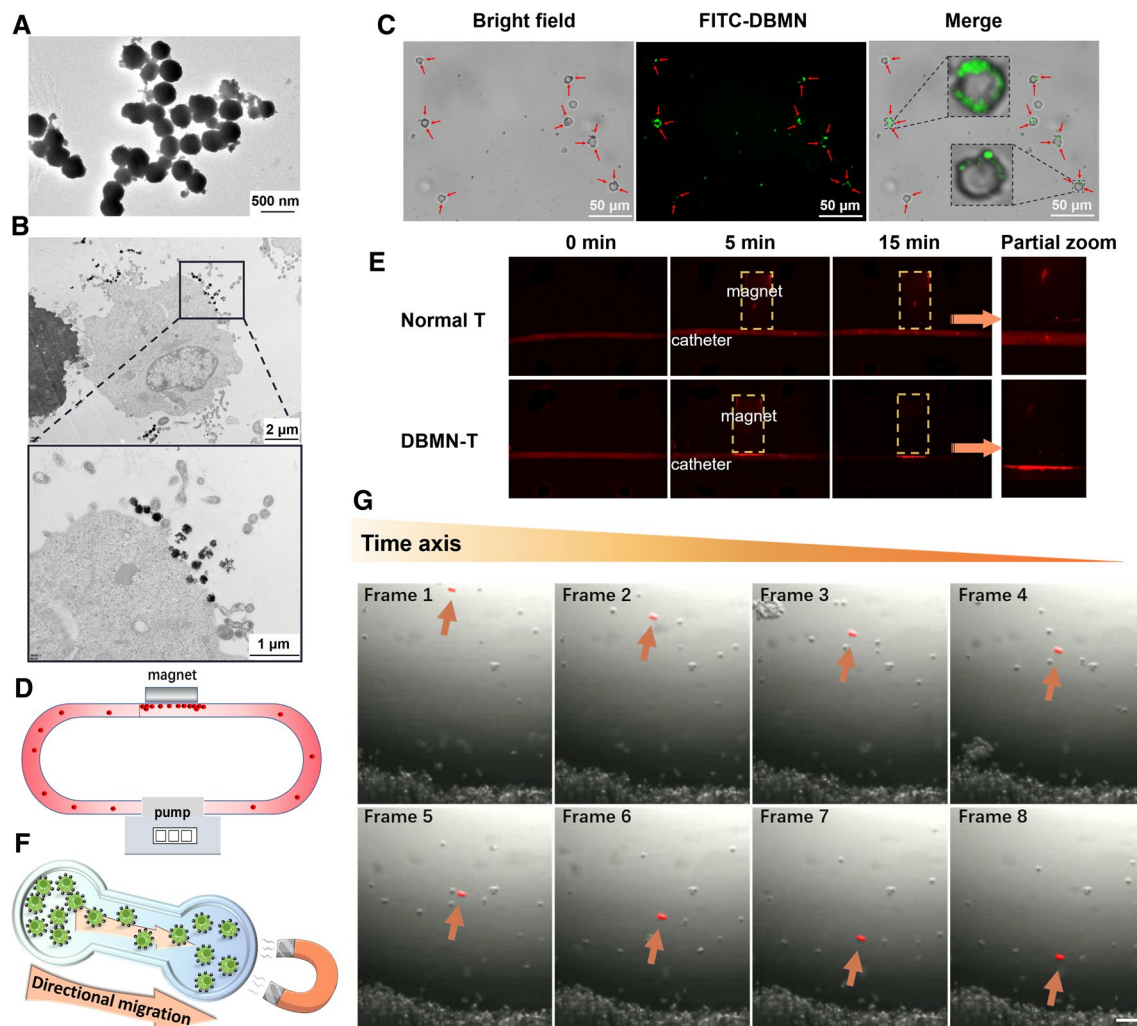 A
500 nm
B
2 µm
1 µm
C
Bright field
FITC-DBMN
Merge
50 µm
50 µm
50 µm
D
magnet
pump
E
0 min
5 min
15 min
Partial zoom
Normal T
magnet
catheter
DBMN-T
magnet
catheter
F
Directional migration
G
Time axis
Frame 1
Frame 2
Frame 3
Frame 4
Frame 5
Frame 6
Frame 7
Frame 8